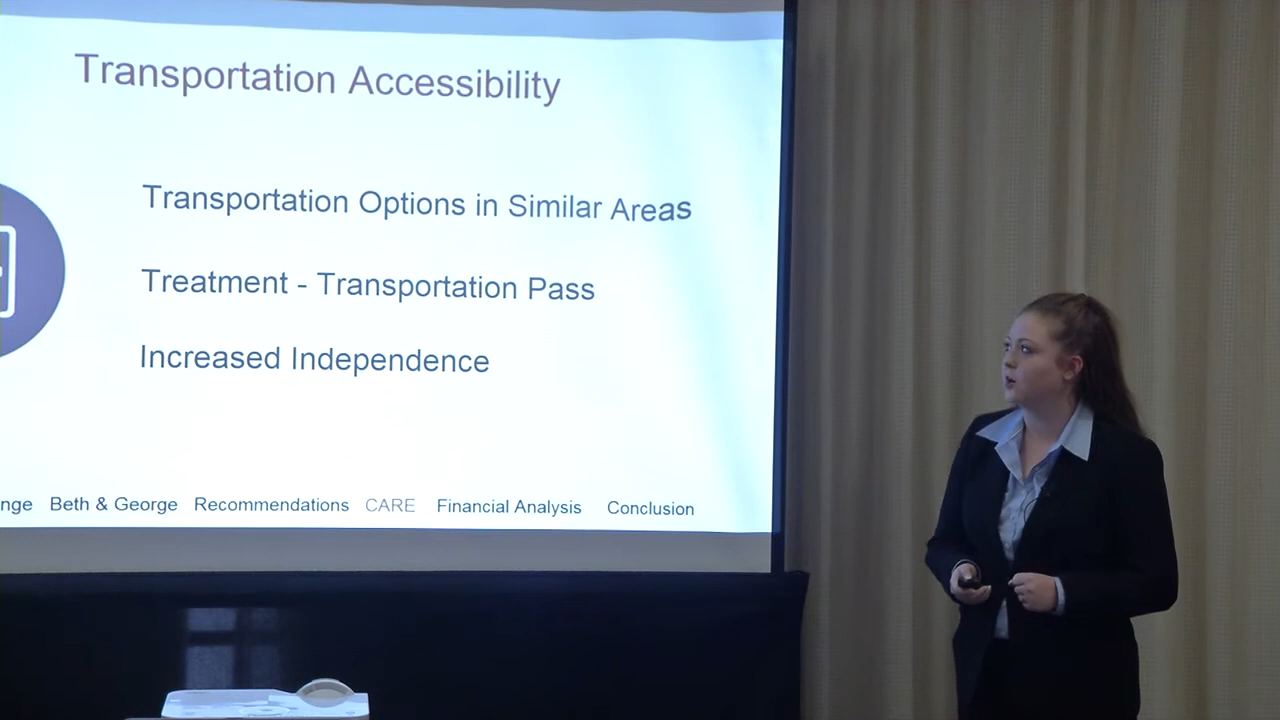 Transportation Accessibility
Transportation Options in Similar Areas
Treatment - Transportation Pass
Increased Independence
nge Beth & George Recommendations CARE Financial Analysis Conclusion